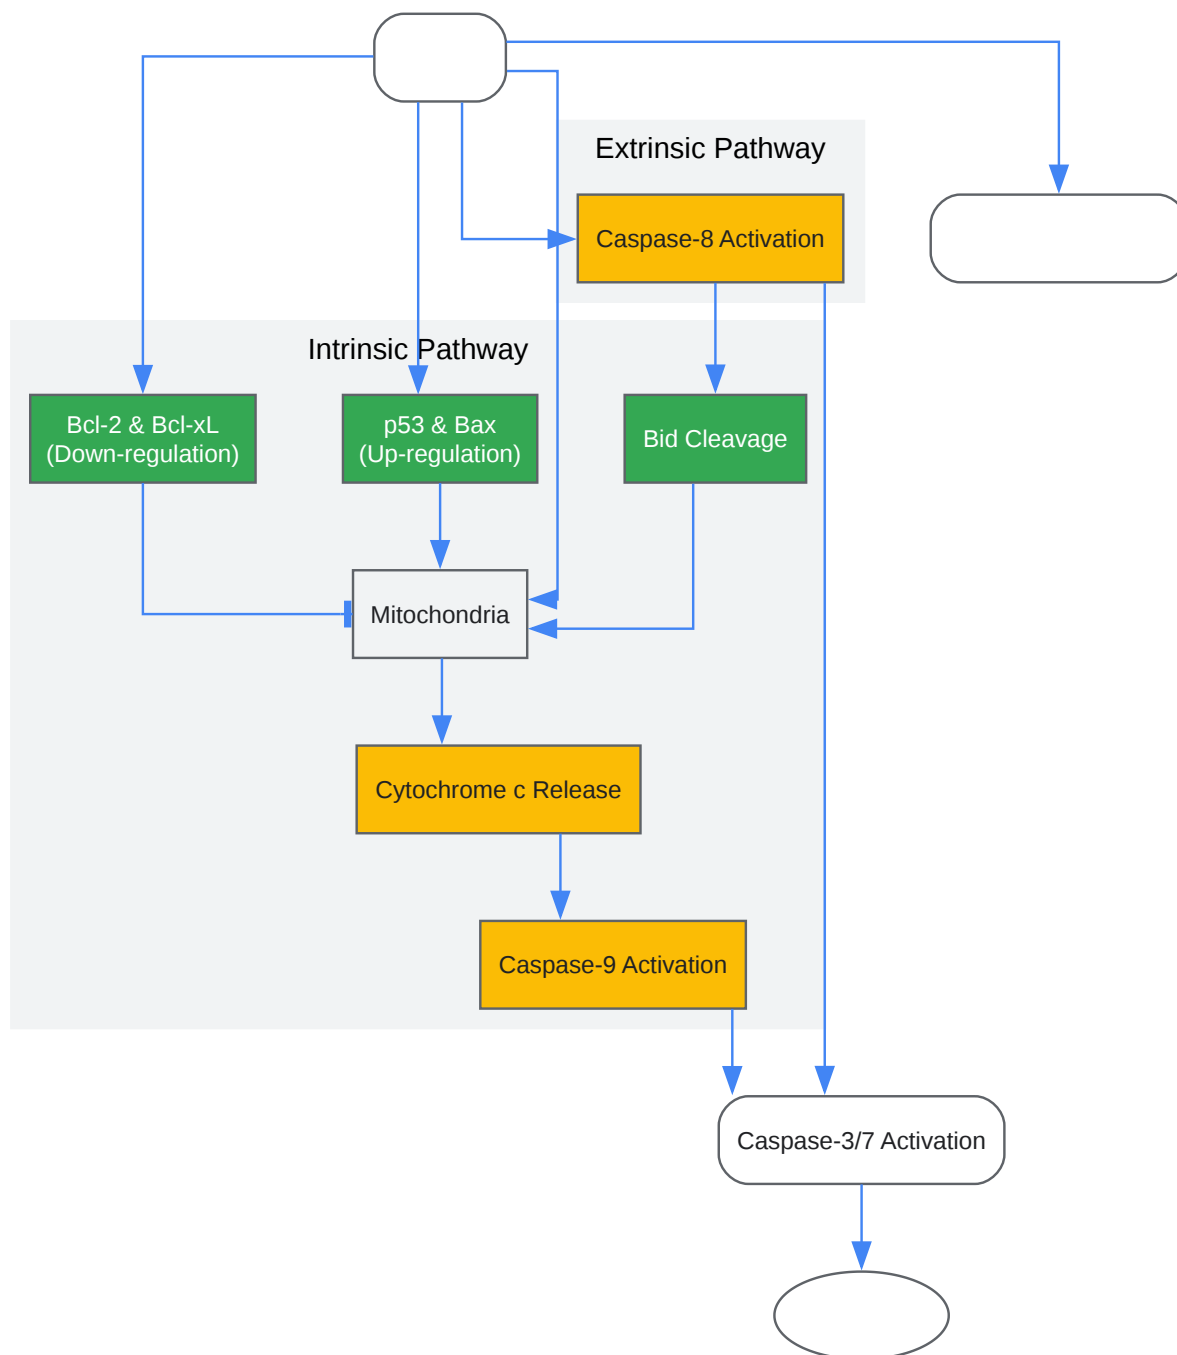 Extrinsic Pathway
Caspase-8 Activation
Intrinsic Pathway
Bcl-2 & Bcl-xL
(Down-regulation)
p53 & Bax
(Up-regulation)
Bid Cleavage
Mitochondria
Cytochrome c Release
Caspase-9 Activation
Caspase-3/7 Activation